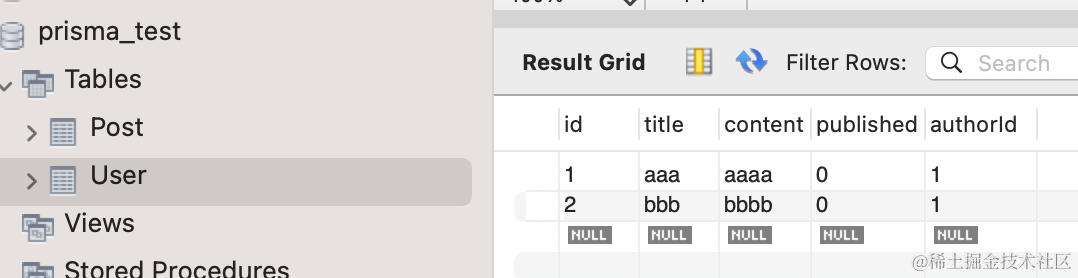 prisma_test
Tables
Post
User
Views
Stored Procedures
100%
Result Grid Filter Rows: Search
id title content published authorId
1 aaa aaaa 0 1
2 bbb bbbb 0 1
NULL NULL NULL NULL NULL
@稀土掘金技术社区